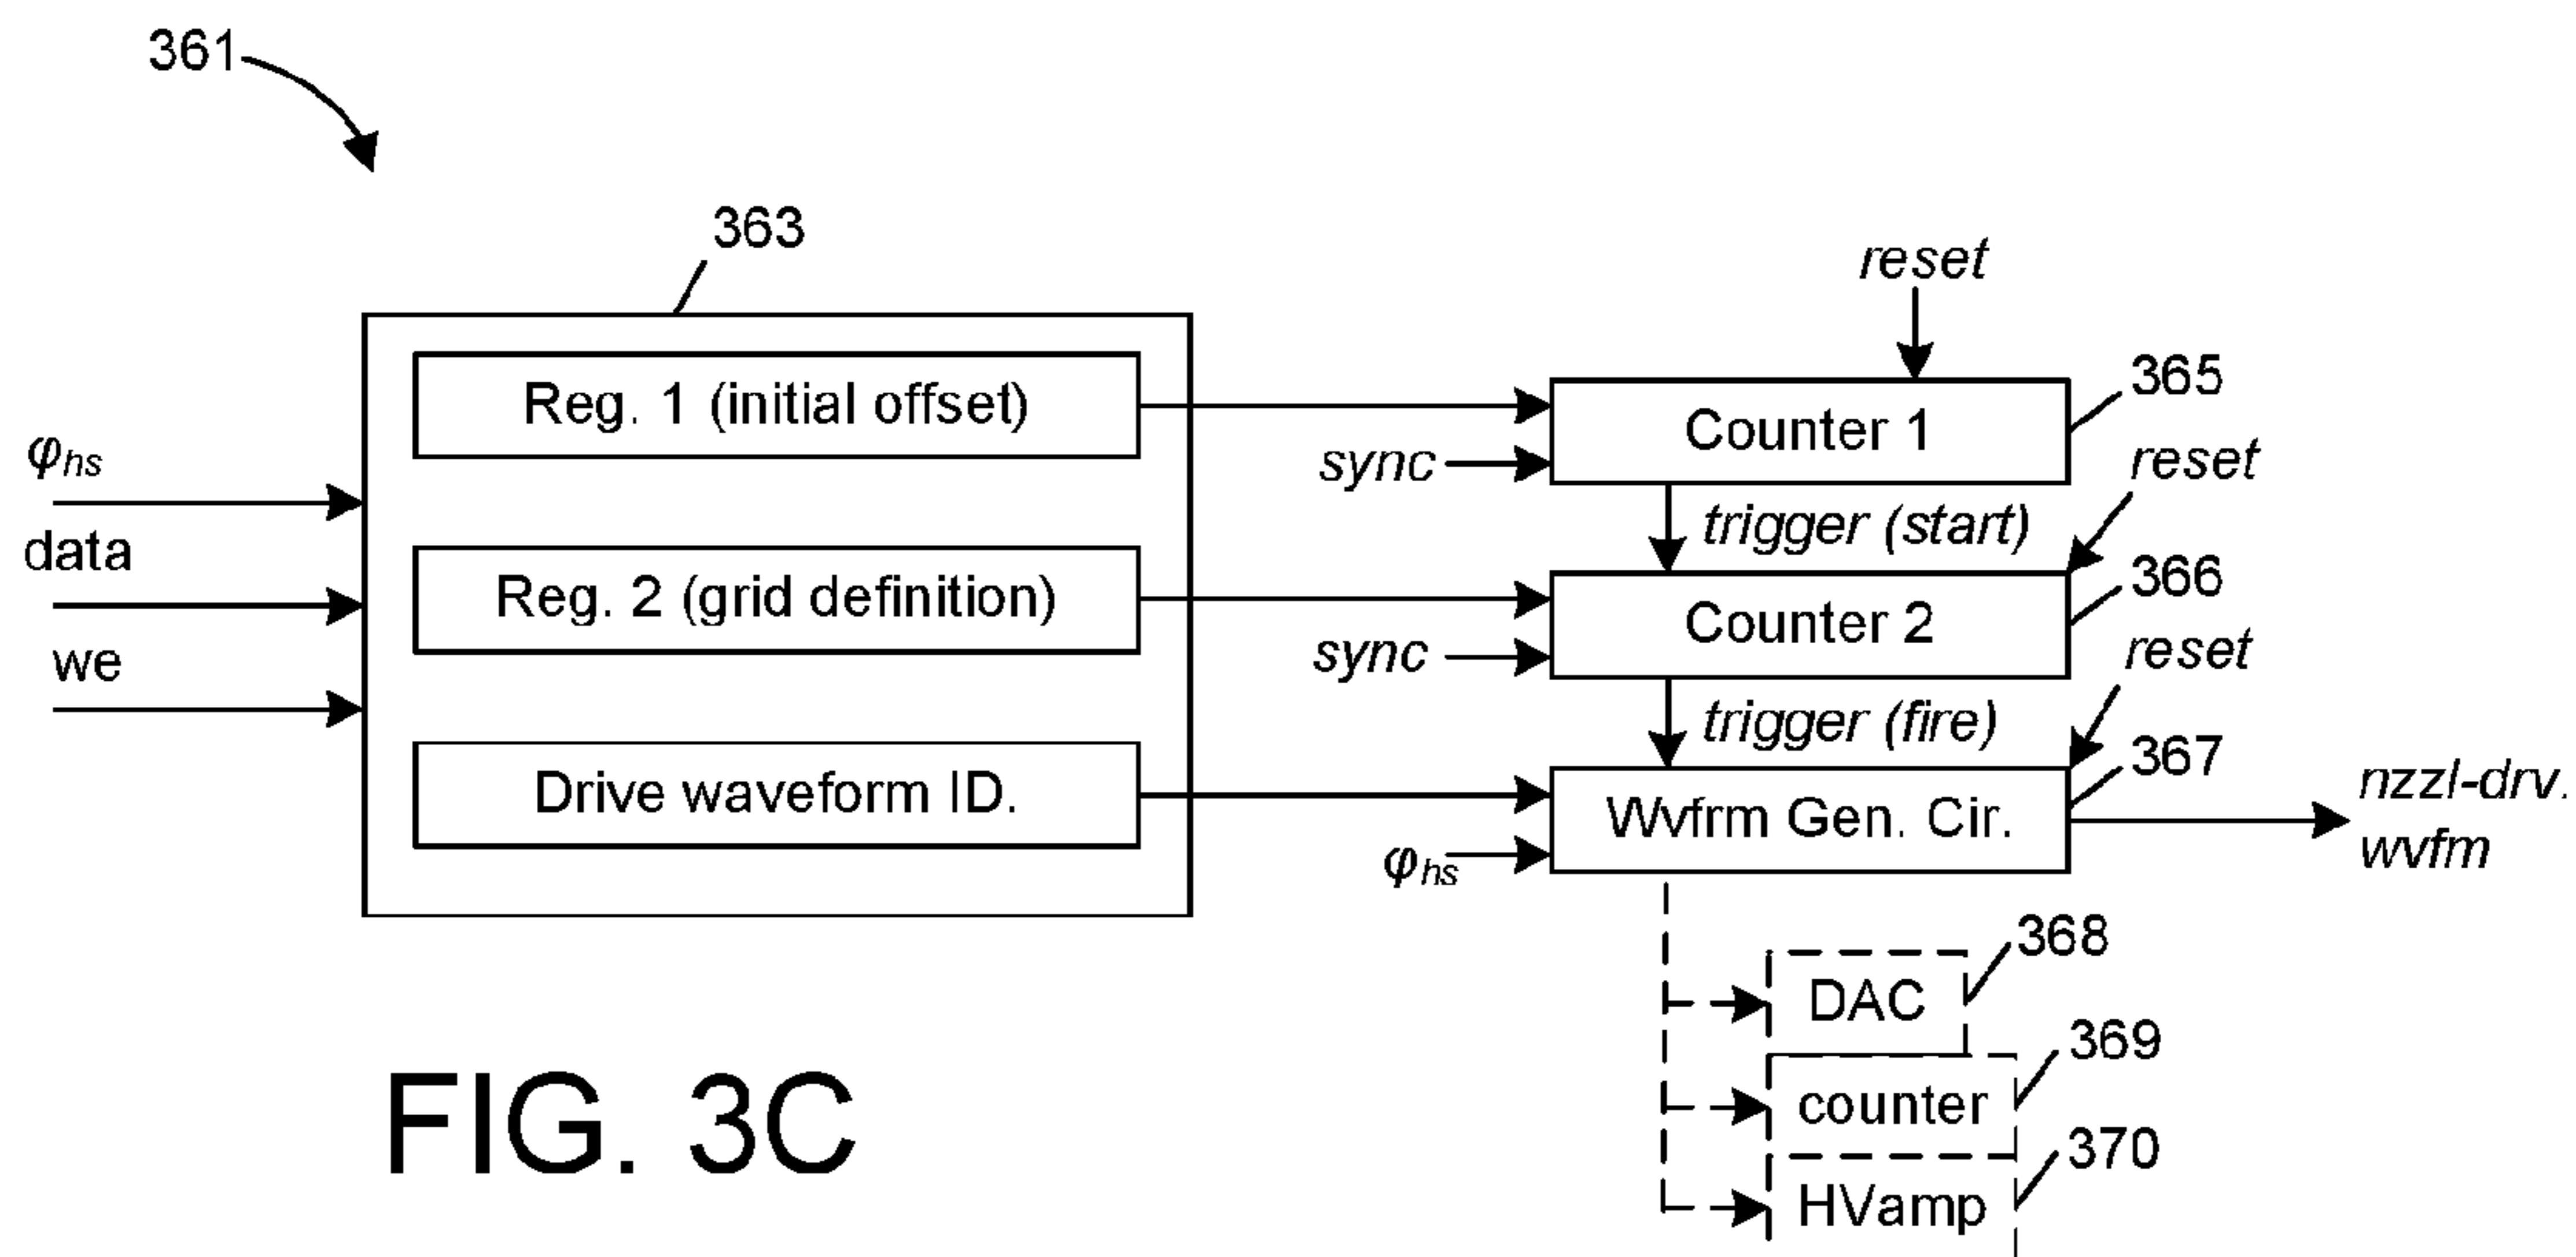 361
363
reset
Reg. 1 (initial offset)
365
Counter 1
φhs
sync
reset
trigger (start)
data
366
Reg. 2 (grid definition)
Counter 2
sync
reset
we
trigger (fire)
367
Drive waveform ID.
Wvfrm Gen. Cir.
nzzl-drv.
wvfm
φhs
368
DAC
369
counter
370
HVamp
FIG. 3C